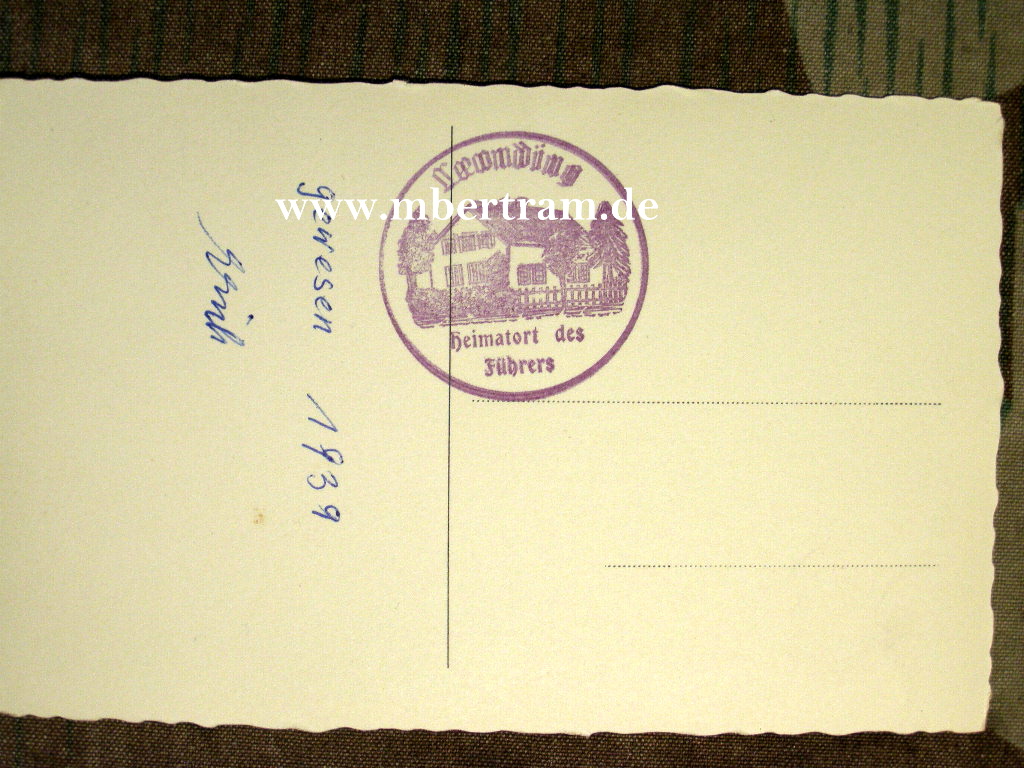 Leonding
www.mbertram.de
Heimatort des
Führers
gewesen 1939